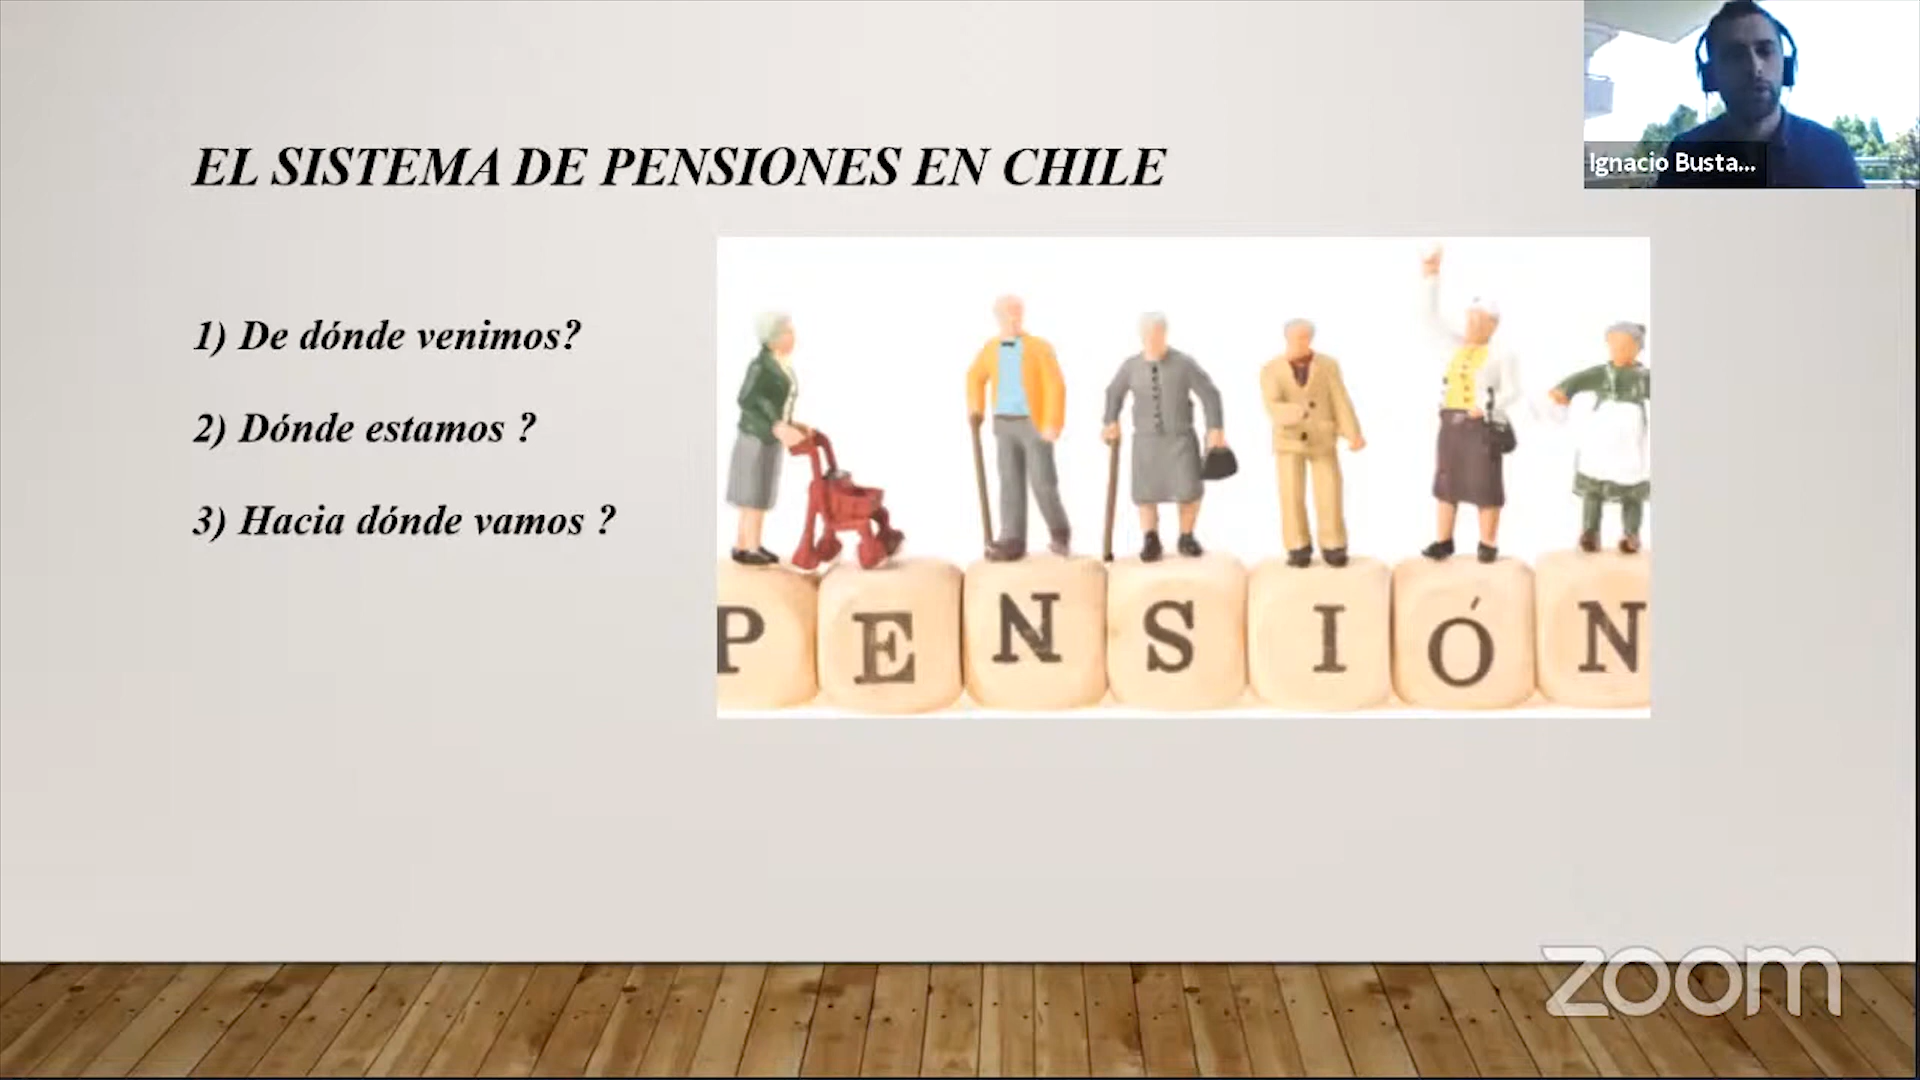 EL SISTEMA DE PENSIONES EN CHILE
Ignacio Busta...
1) De dónde venimos?
2) Dónde estamos ?
3) Hacia dónde vamos ?
PENSIÓN
zoom